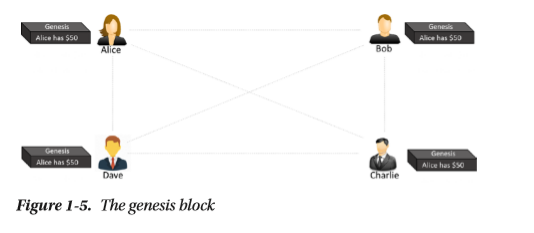 Genesis
Alice has $50
Alice
Genesis
Alice has $50
Bob
Genesis
Alice has $50
Dave
Genesis
Alice has $50
Charlie
Figure 1-5. The genesis block